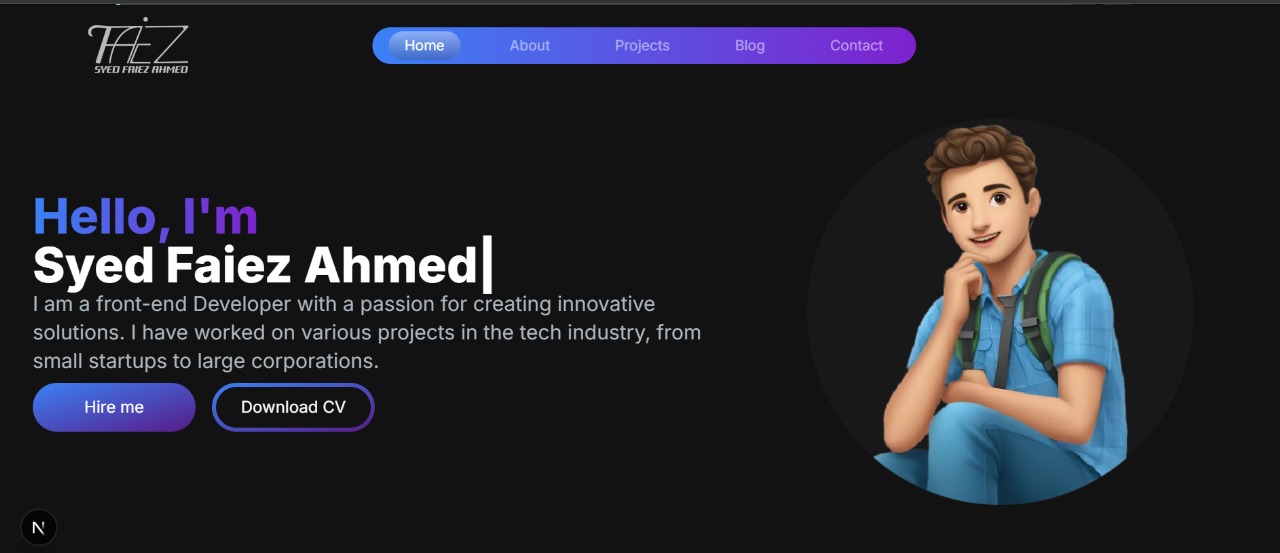 FAiEZ
SYED FAIEZ AHMED
Home About Projects Blog Contact
Hello, I'm
Syed Faiez Ahmed|
I am a front-end Developer with a passion for creating innovative
solutions. I have worked on various projects in the tech industry, from
small startups to large corporations.
Hire me Download CV
N